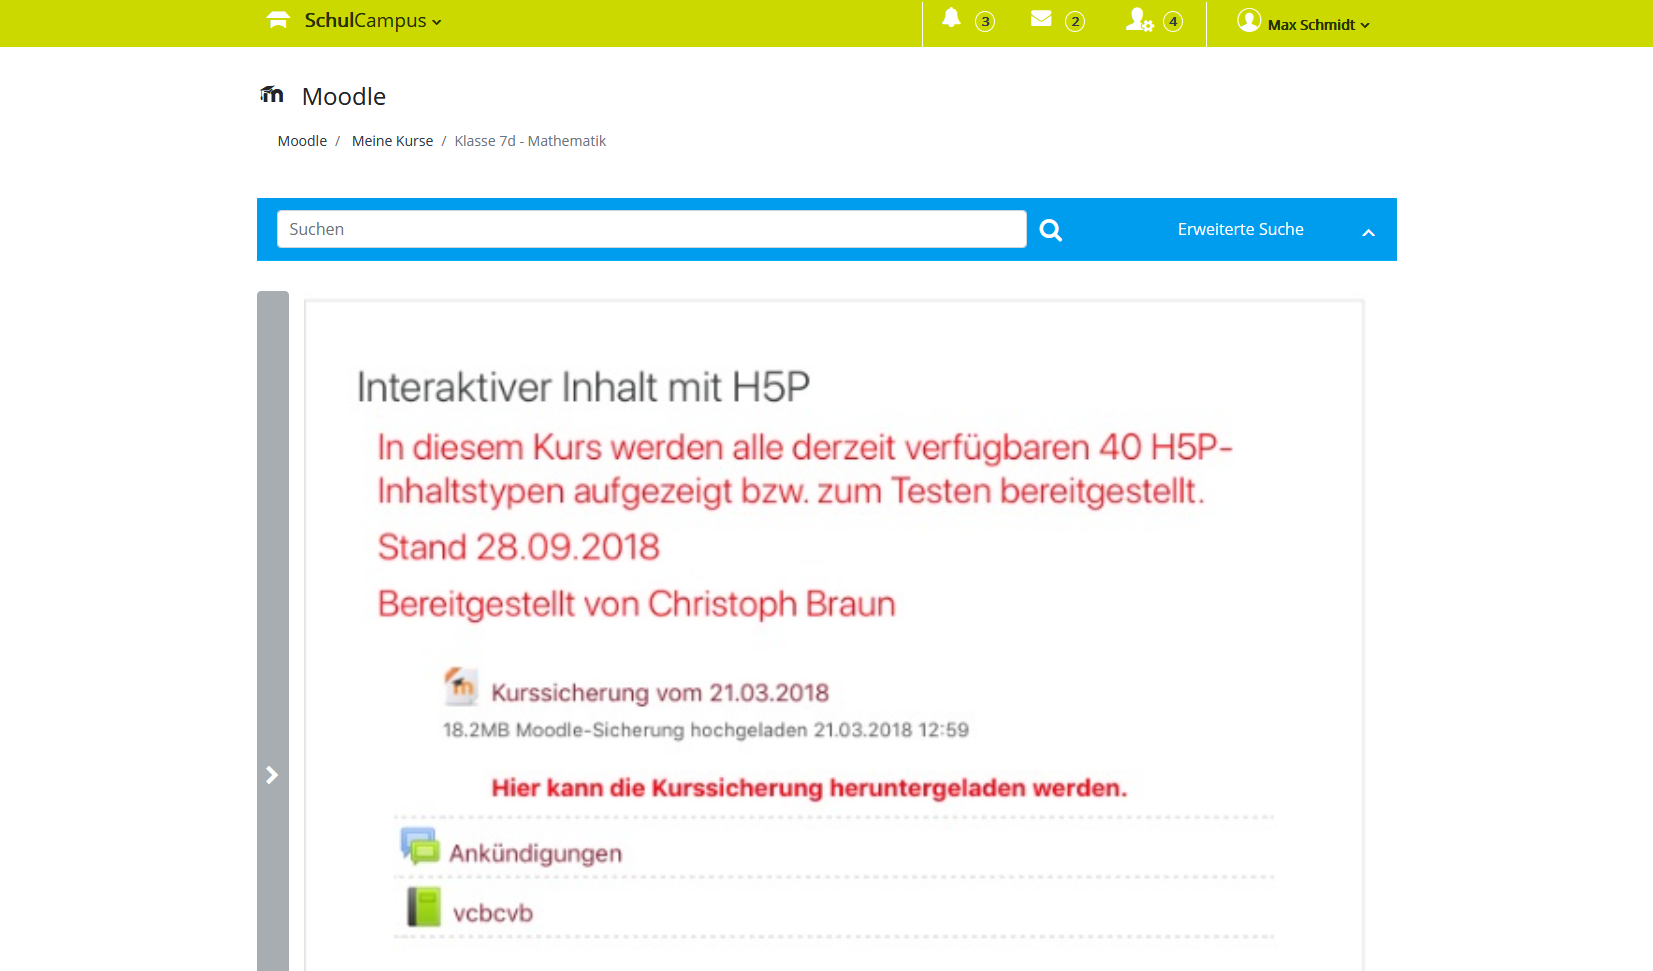 SchulCampus
3
2
4
Max Schmidt
Moodle
Moodle / Meine Kurse / Klasse 7d - Mathematik
Suchen
Erweiterte Suche
Interaktiver Inhalt mit H5P
In diesem Kurs werden alle derzeit verfügbaren 40 H5P-
Inhaltstypen aufgezeigt bzw. zum Testen bereitgestellt.
Stand 28.09.2018
Bereitgestellt von Christoph Braun
Kurssicherung vom 21.03.2018
18.2MB Moodle-Sicherung hochgeladen 21.03.2018 12:59
Hier kann die Kurssicherung heruntergeladen werden.
Ankündigungen
vcbcvb